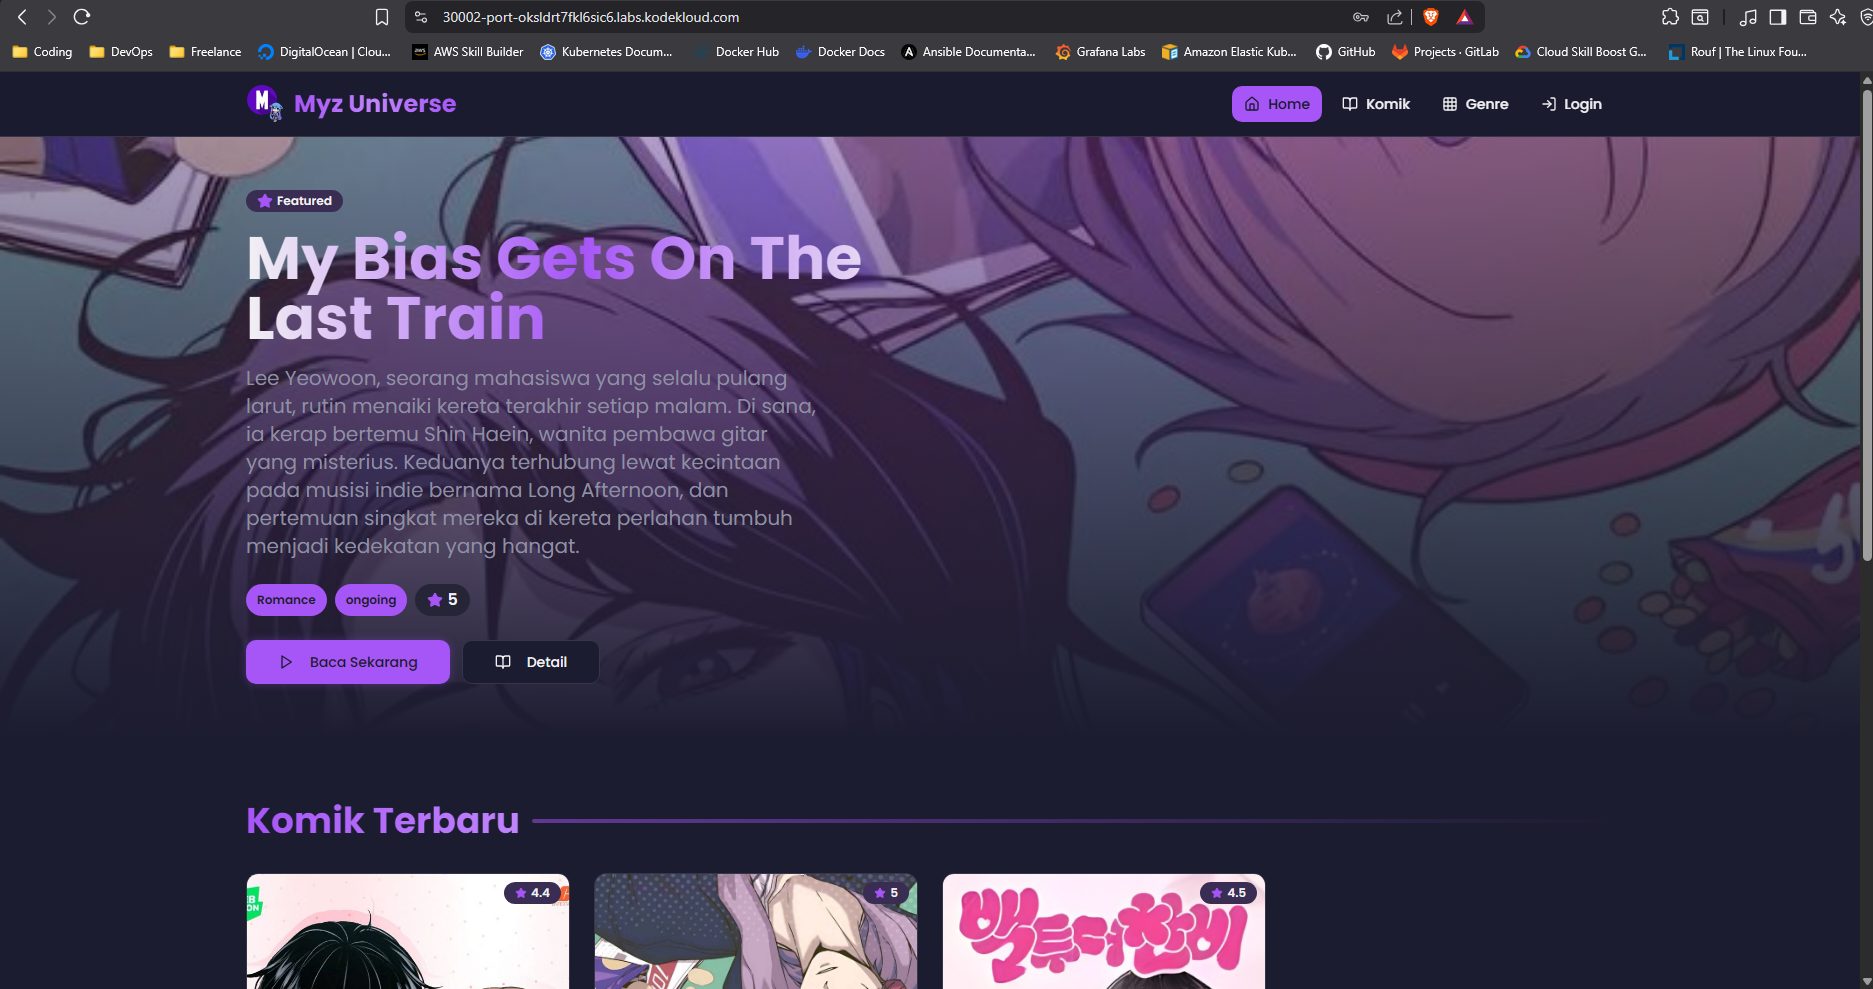 30002-port-oksldrt7fkl6sic6.labs.kodekloud.com
Coding DevOps Freelance DigitalOcean | Clou... AWS Skill Builder Kubernetes Docum... Docker Hub Docker Docs Ansible Documenta... Grafana Labs Amazon Elastic Kub... GitHub Projects · GitLab Cloud Skill Boost G... Rouf | The Linux Fou...
M Myz Universe Home Komik Genre Login
Featured
My Bias Gets On The
Last Train
Lee Yeowoon, seorang mahasiswa yang selalu pulang
larut, rutin menaiki kereta terakhir setiap malam. Di sana,
ia kerap bertemu Shin Haein, wanita pembawa gitar
yang misterius. Keduanya terhubung lewat kecintaan
pada musisi indie bernama Long Afternoon, dan
pertemuan singkat mereka di kereta perlahan tumbuh
menjadi kedekatan yang hangat.
Romance ongoing 5
Baca Sekarang Detail
Komik Terbaru
4.4 5 4.5
백투더찬비